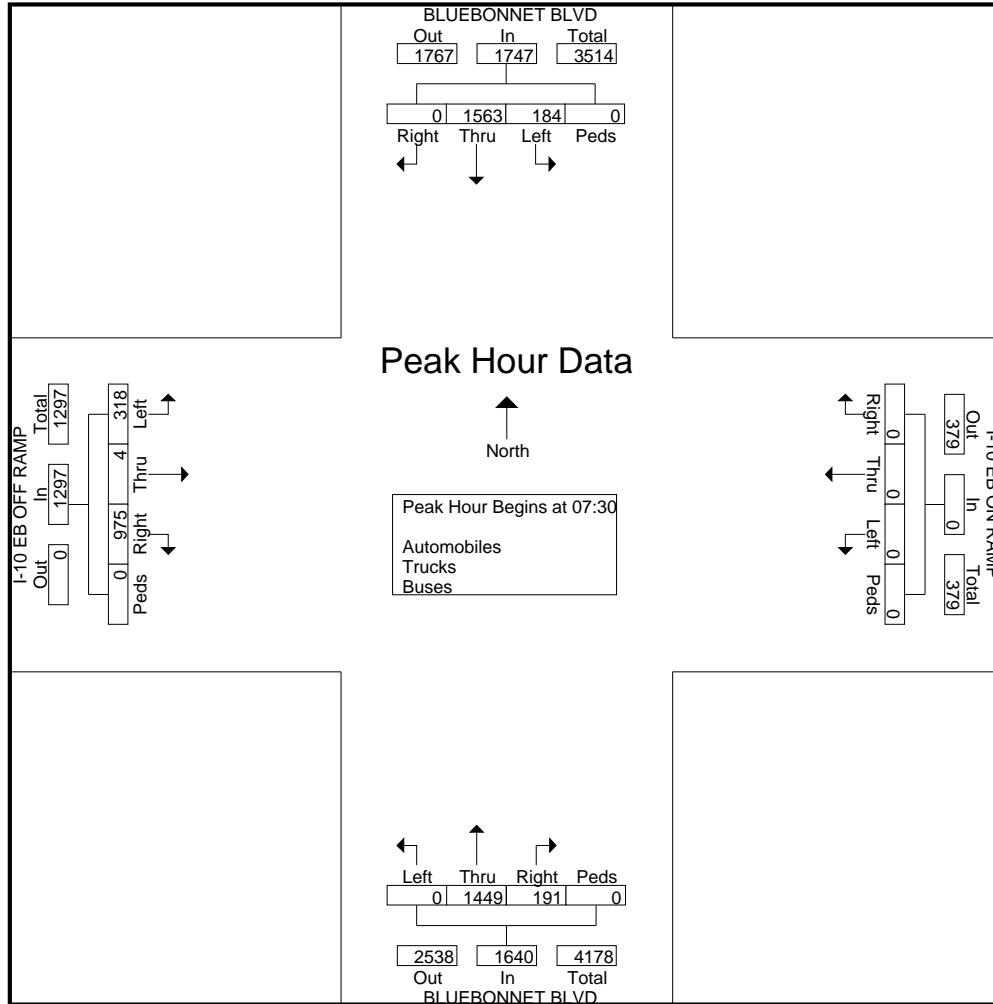 BLUEBONNET BLVD
Out In Total
1767 1747 3514
0 1563 184 0
Right Thru Left Peds
Peak Hour Data
North
Peak Hour Begins at 07:30
Automobiles
Trucks
Buses
I-10 EB OFF RAMP
Out In Total
0 1297 1297
318 4 975 0
Left Thru Right Peds
I-10 EB ON RAMP
Out In Total
379 0 379
0 0 0 0
Right Thru Left Peds
Left Thru Right Peds
0 1449 191 0
2538 1640 4178
Out In Total
BLUEBONNET BLVD